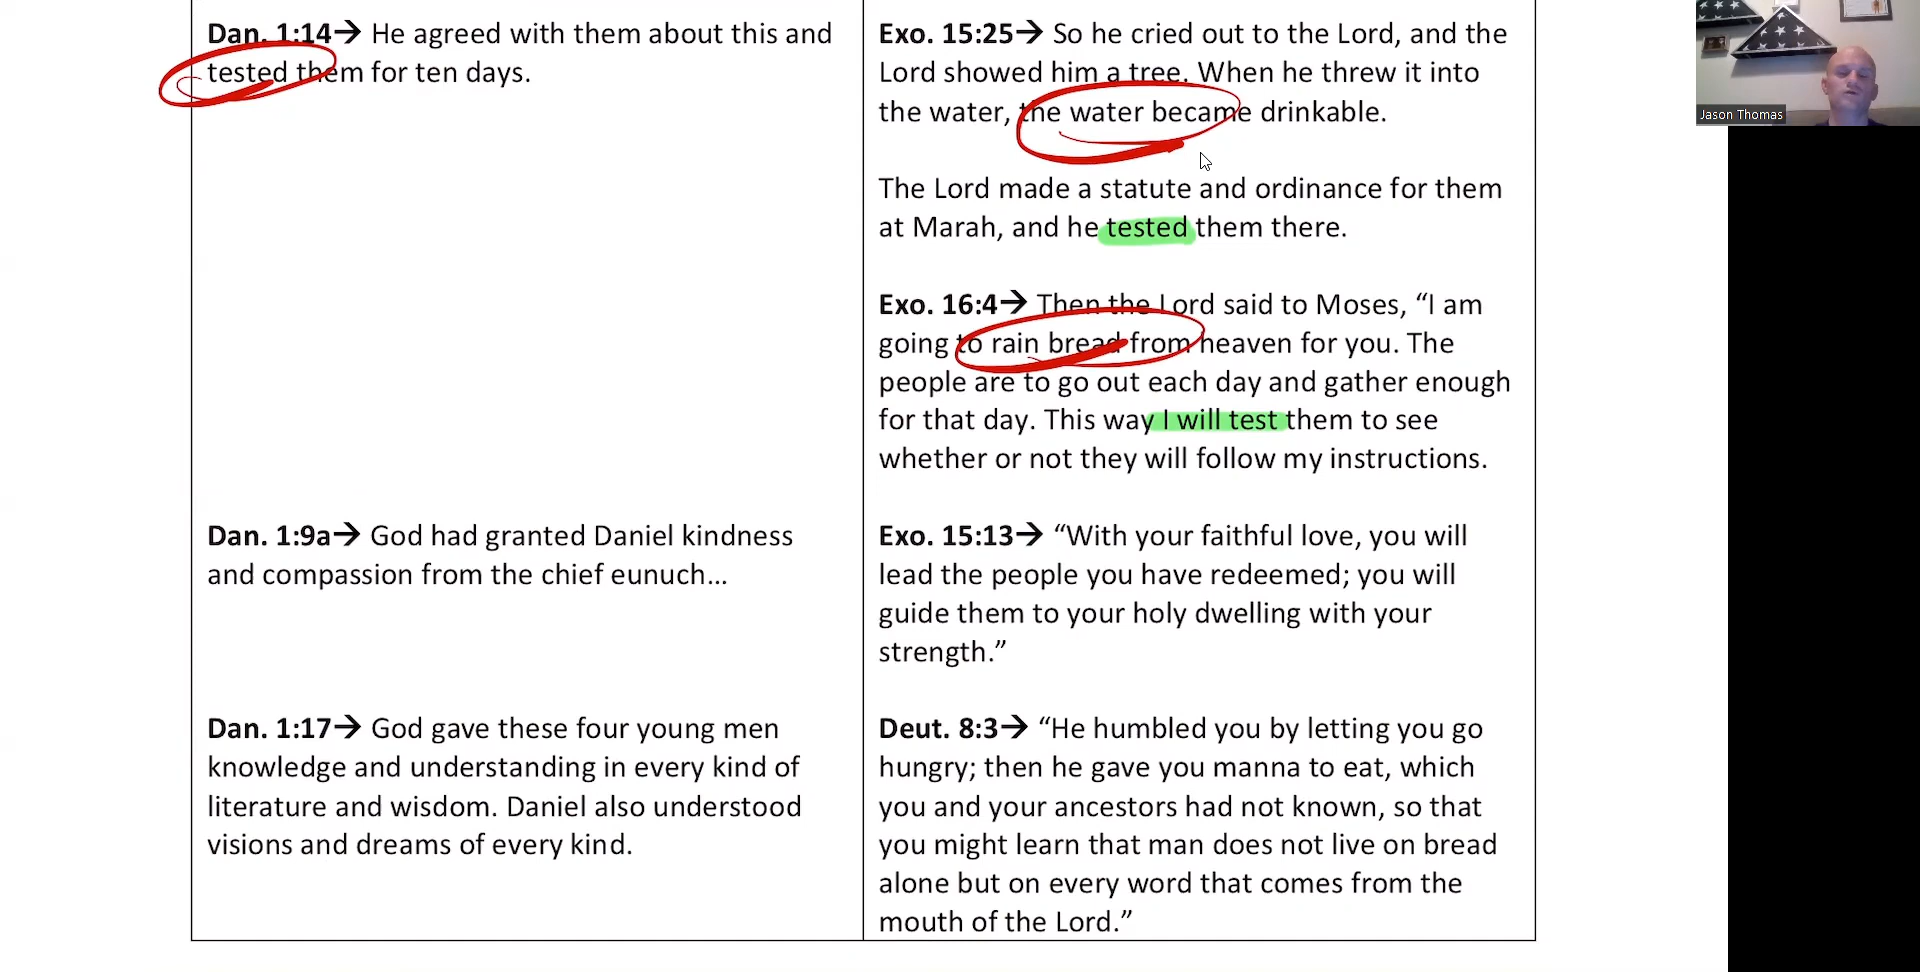 Dan. 1:14→ He agreed with them about this and
tested them for ten days.
Dan. 1:9a→ God had granted Daniel kindness
and compassion from the chief eunuch…
Dan. 1:17→ God gave these four young men
knowledge and understanding in every kind of
literature and wisdom. Daniel also understood
visions and dreams of every kind.
Exo. 15:25→ So he cried out to the Lord, and the
Lord showed him a tree. When he threw it into
the water, the water became drinkable.
The Lord made a statute and ordinance for them
at Marah, and he tested them there.
Exo. 16:4→ Then the Lord said to Moses, “I am
going to rain bread from heaven for you. The
people are to go out each day and gather enough
for that day. This way I will test them to see
whether or not they will follow my instructions.
Exo. 15:13→ “With your faithful love, you will
lead the people you have redeemed; you will
guide them to your holy dwelling with your
strength.”
Deut. 8:3→ “He humbled you by letting you go
hungry; then he gave you manna to eat, which
you and your ancestors had not known, so that
you might learn that man does not live on bread
alone but on every word that comes from the
mouth of the Lord.”
Jason Thomas